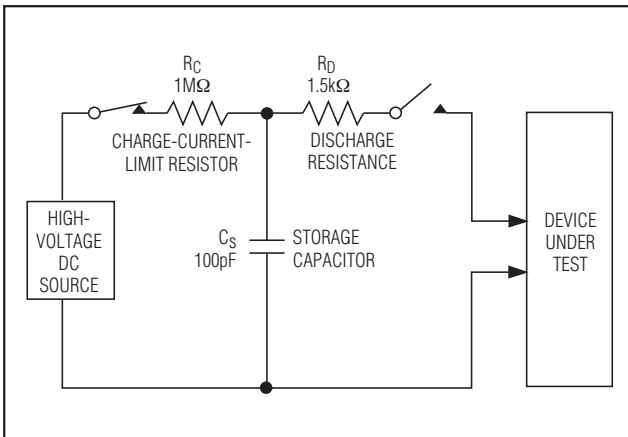 R_C
1MΩ
CHARGE-CURRENT-
LIMIT RESISTOR
R_D
1.5kΩ
DISCHARGE
RESISTANCE
HIGH-
VOLTAGE
DC
SOURCE
C_S
100pF
STORAGE
CAPACITOR
DEVICE
UNDER
TEST